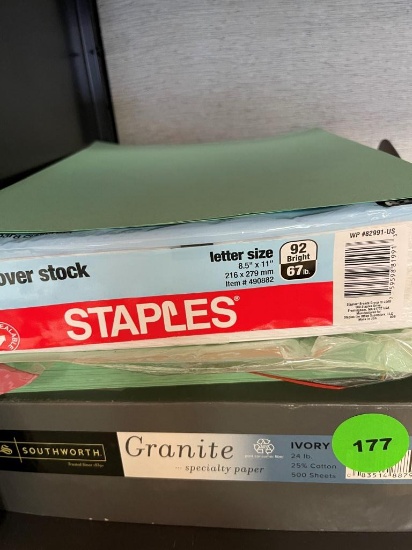 WP #82991-US
over stock
letter size
8.5" x 11"
216 x 279 mm
Item # 490882
92
Bright
67 lb.
STAPLES®
SOUTHWORTH
Granite
specialty paper
IVORY
24 lb.
25% Cotton
500 Sheets
177